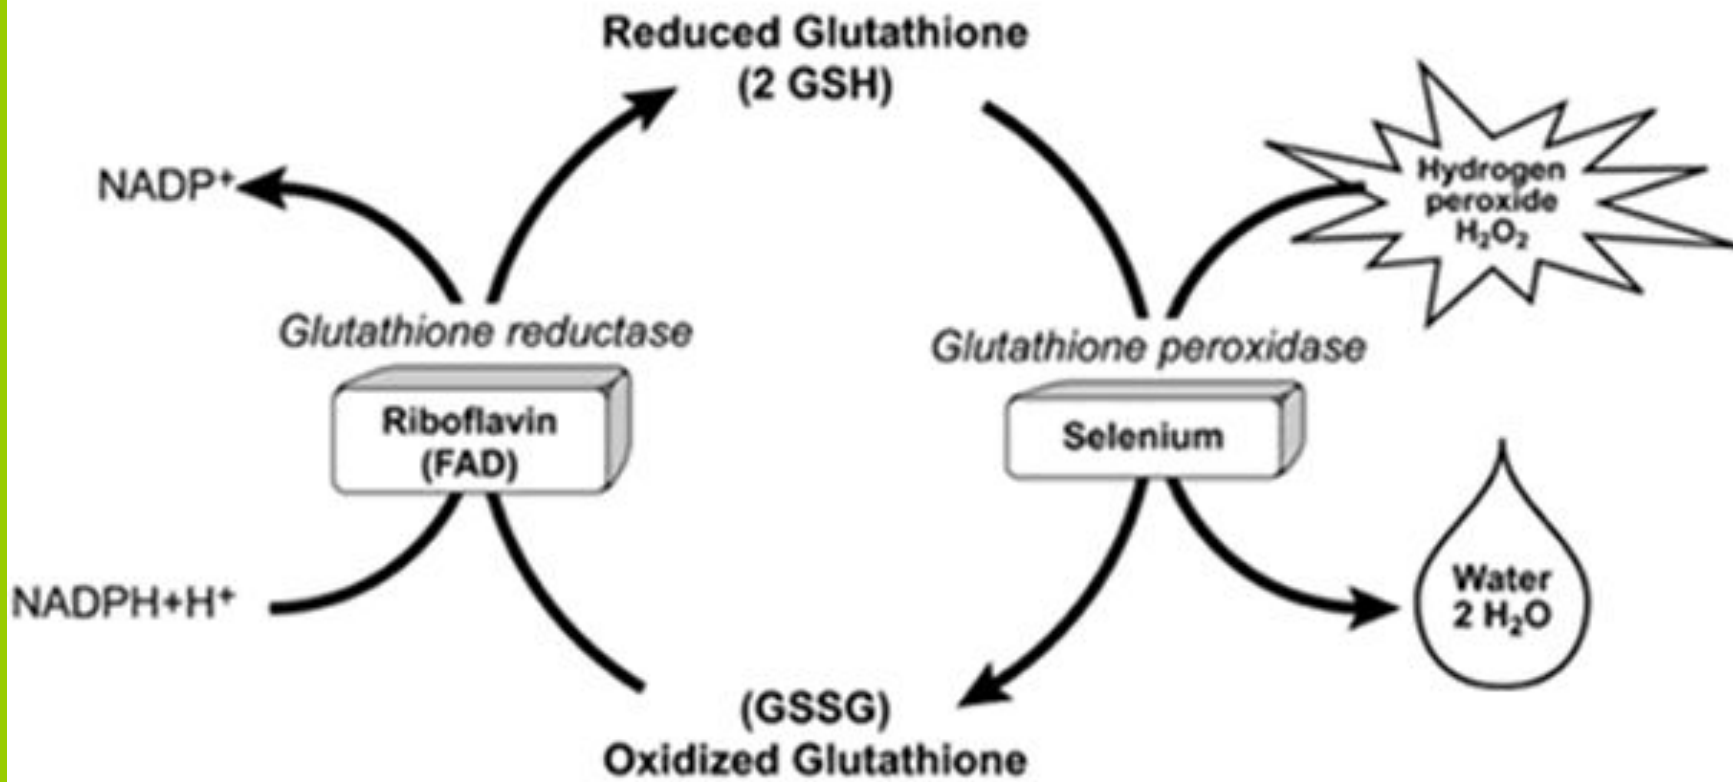 Reduced Glutathione
(2 GSH)
NADP⁺
Hydrogen
peroxide
H₂O₂
Glutathione reductase
Glutathione peroxidase
Riboflavin
(FAD)
Selenium
NADPH+H⁺
Water
2 H₂O
(GSSG)
Oxidized Glutathione